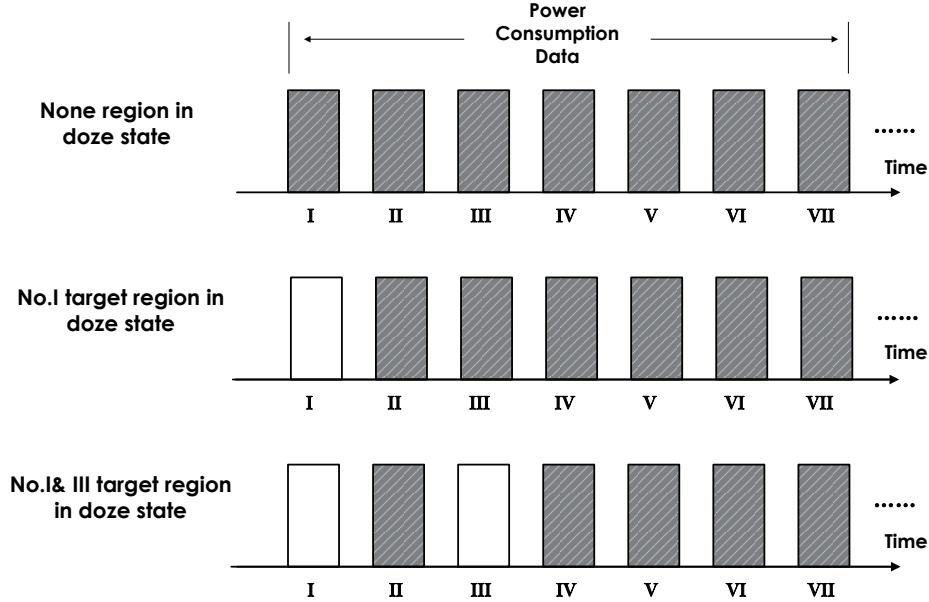 Power
Consumption
Data
None region in
doze state
......
Time
I II III IV V VI VII
No.I target region in
doze state
......
Time
I II III IV V VI VII
No.I& III target region
in doze state
......
Time
I II III IV V VI VII